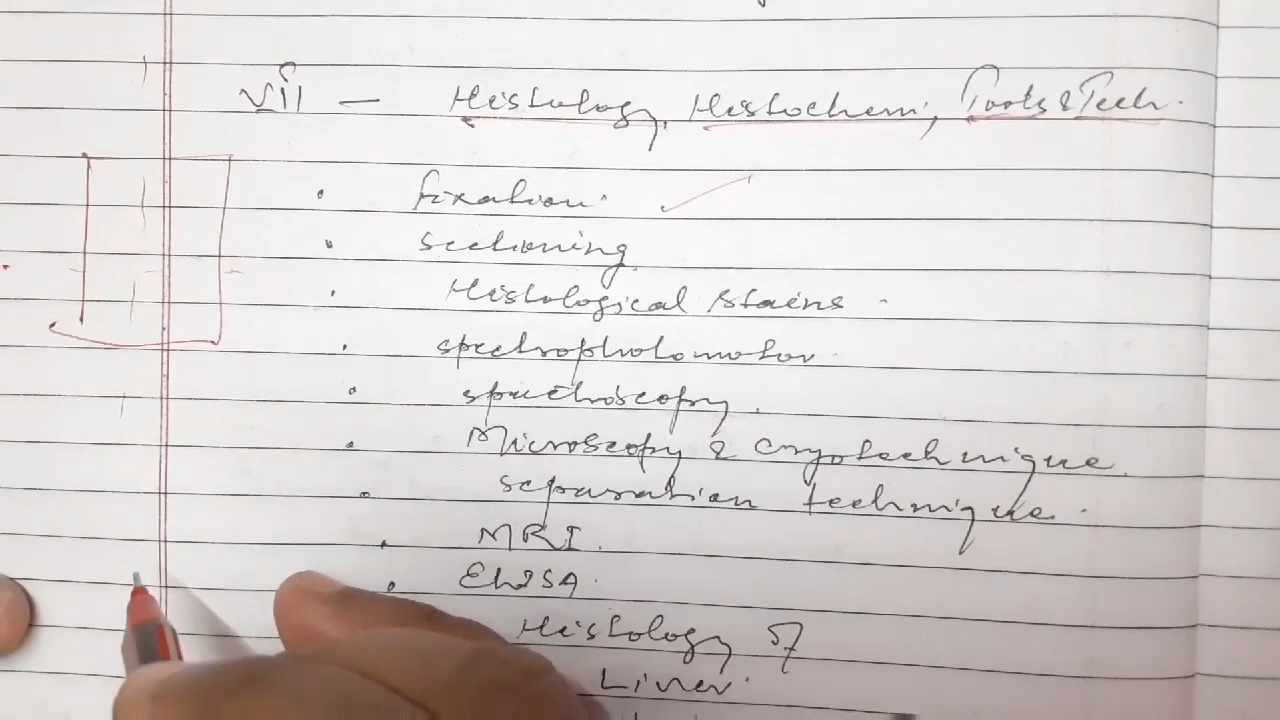 VII — Histology, Histochem, Tools & Tech.
• fixation.
• sectioning
• Histological stains.
• spectrophotomotor.
• spectroscopy.
• Microscopy & cryotechnique.
• separation technique.
• MRI.
• ELISA.
Histology of
Liver.